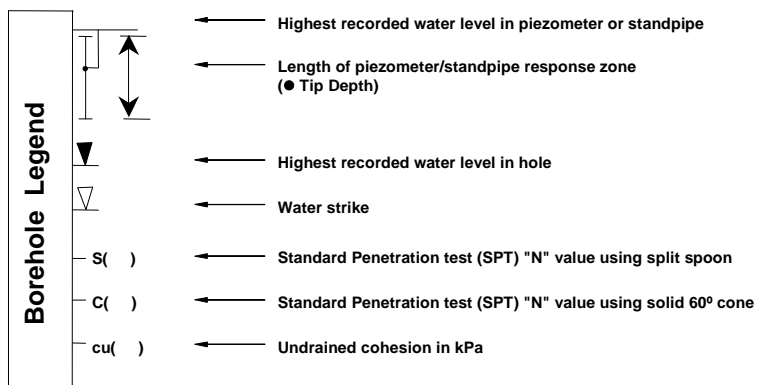 Borehole Legend
Highest recorded water level in piezometer or standpipe
Length of piezometer/standpipe response zone
(● Tip Depth)
Highest recorded water level in hole
Water strike
S( ) Standard Penetration test (SPT) "N" value using split spoon
C( ) Standard Penetration test (SPT) "N" value using solid 60º cone
cu( ) Undrained cohesion in kPa